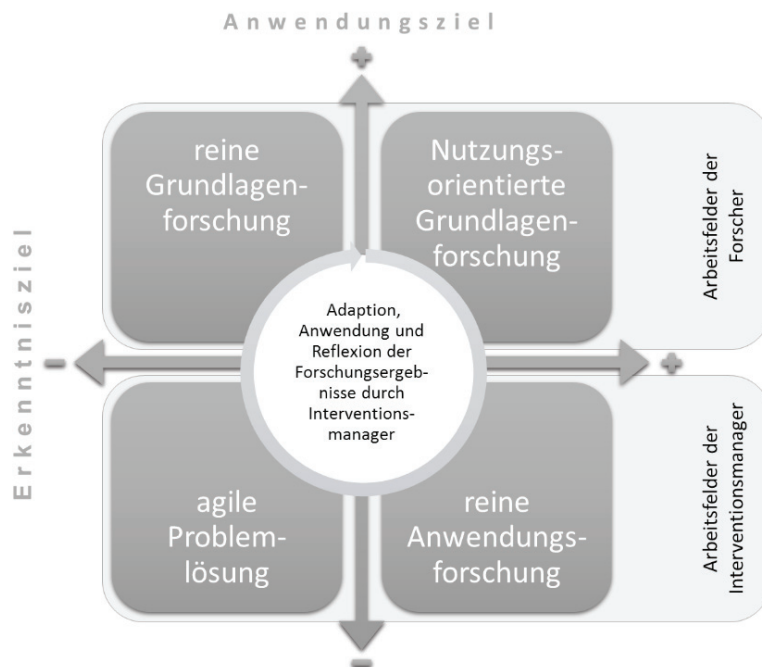 Anwendungsziel
+
reine
Grundlagen-
forschung
Nutzungs-
orientierte
Grundlagen-
forschung
Arbeitsfelder der
Forscher
Erkenntnisziel
-
Adaption,
Anwendung und
Reflexion der
Forschungsergeb-
nisse durch
Interventions-
manager
+
agile
Problem-
lösung
reine
Anwendungs-
forschung
Arbeitsfelder der
Interventionsmanager
-